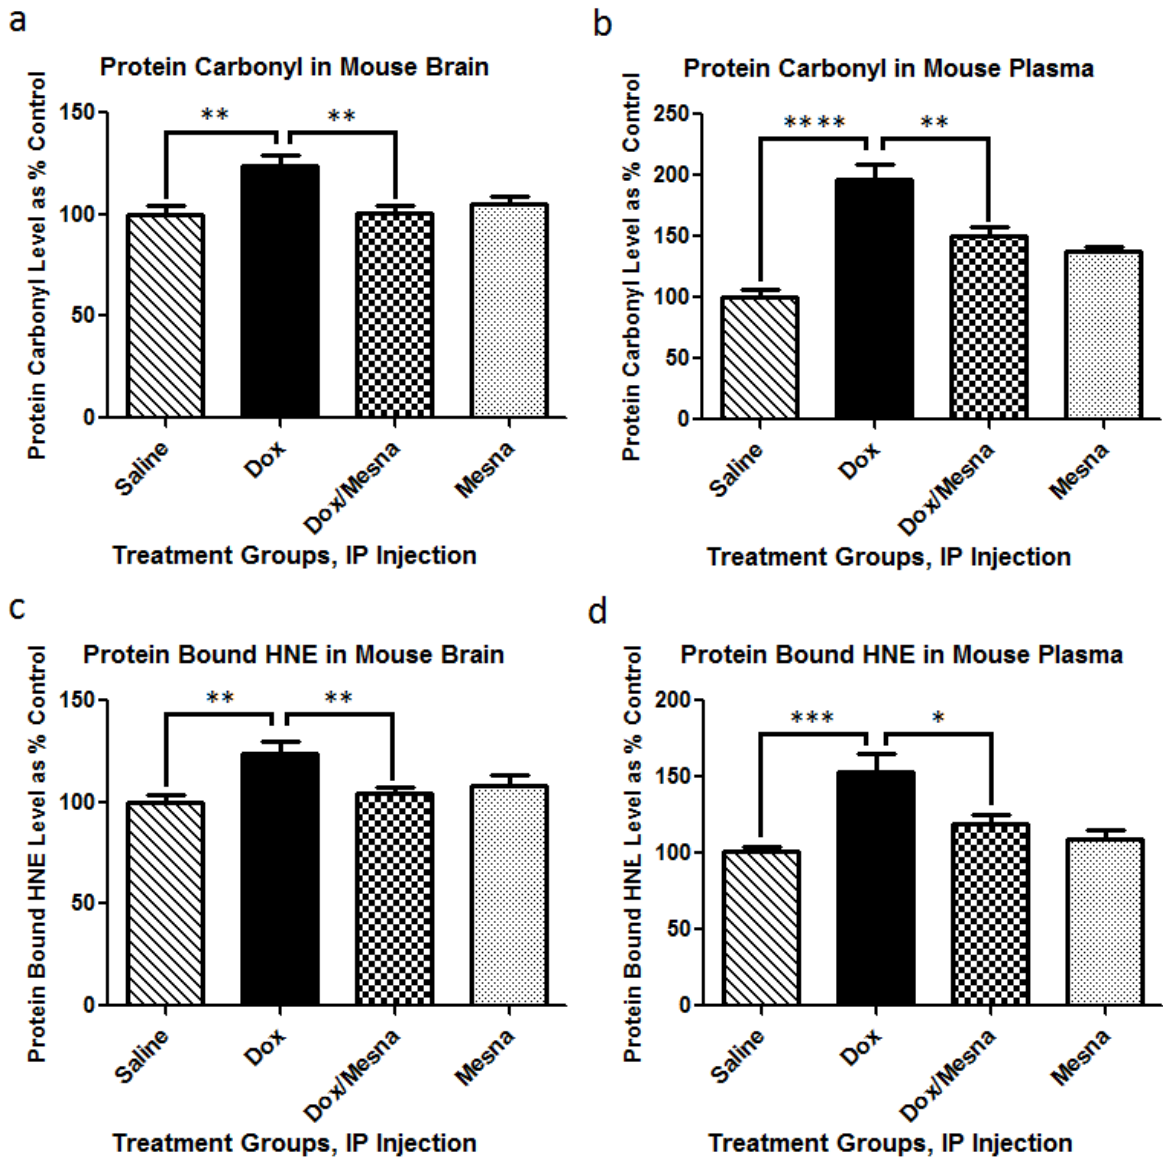 a
Protein Carbonyl in Mouse Brain
Protein Carbonyl Level as % Control
150
100
50
0
** **
Saline
Dox
Dox/Mesna
Mesna
Treatment Groups, IP Injection
b
Protein Carbonyl in Mouse Plasma
Protein Carbonyl Level as % Control
250
200
150
100
50
0
**** **
Saline
Dox
Dox/Mesna
Mesna
Treatment Groups, IP Injection
c
Protein Bound HNE in Mouse Brain
Protein Bound HNE Level as % Control
150
100
50
0
** **
Saline
Dox
Dox/Mesna
Mesna
Treatment Groups, IP Injection
d
Protein Bound HNE in Mouse Plasma
Protein Bound HNE Level as % Control
200
150
100
50
0
*** *
Saline
Dox
Dox/Mesna
Mesna
Treatment Groups, IP Injection